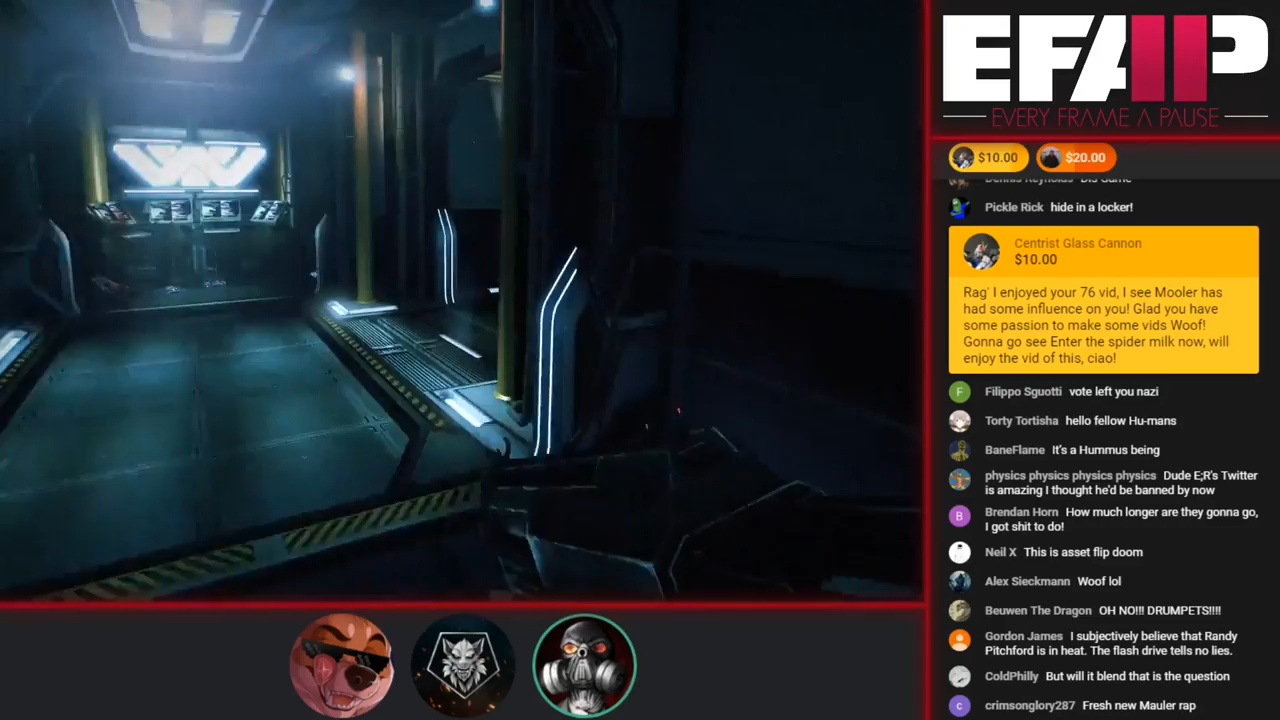 EFAP
EVERY FRAME A PAUSE
$10.00
$20.00
Dennis Reynolds Dis Game
Pickle Rick hide in a locker!
Centrist Glass Cannon
$10.00
Rag' I enjoyed your 76 vid, I see Mooler has
had some influence on you! Glad you have
some passion to make some vids Woof!
Gonna go see Enter the spider milk now, will
enjoy the vid of this, ciao!
F
Filippo Sguotti vote left you nazi
Torty Tortisha hello fellow Hu-mans
BaneFlame It's a Hummus being
physics physics physics physics Dude E;R's Twitter
is amazing I thought he'd be banned by now
B
Brendan Horn How much longer are they gonna go,
I got shit to do!
Neil X This is asset flip doom
Alex Sieckmann Woof lol
Beuwen The Dragon OH NO!!! DRUMPETS!!!!
Gordon James I subjectively believe that Randy
Pitchford is in heat. The flash drive tells no lies.
ColdPhilly But will it blend that is the question
c
crimsonglory287 Fresh new Mauler rap